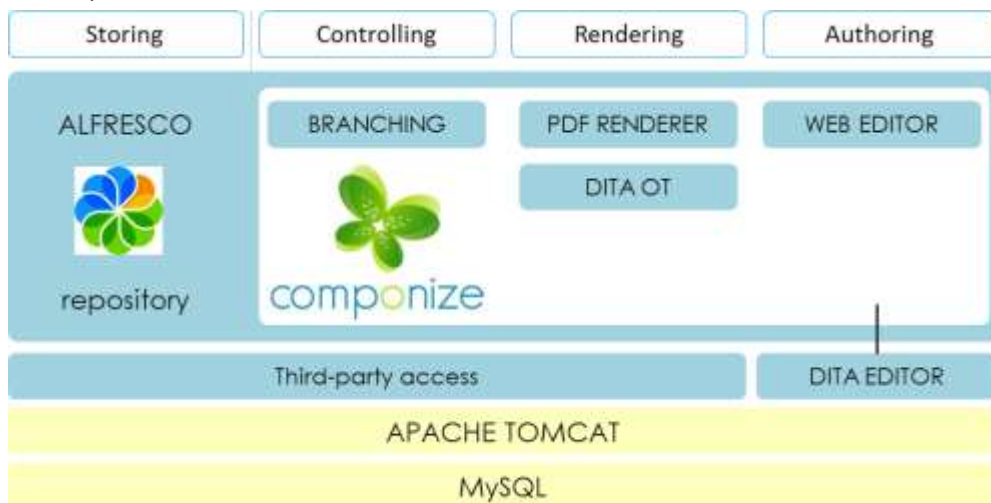 Storing
Controlling
Rendering
Authoring
ALFRESCO
BRANCHING
PDF RENDERER
WEB EDITOR
DITA OT
repository
componize
Third-party access
DITA EDITOR
APACHE TOMCAT
MySQL